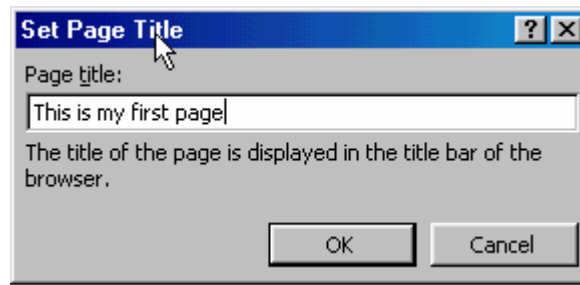 Set Page Title
Page title:
This is my first page
The title of the page is displayed in the title bar of the
browser.
OK Cancel